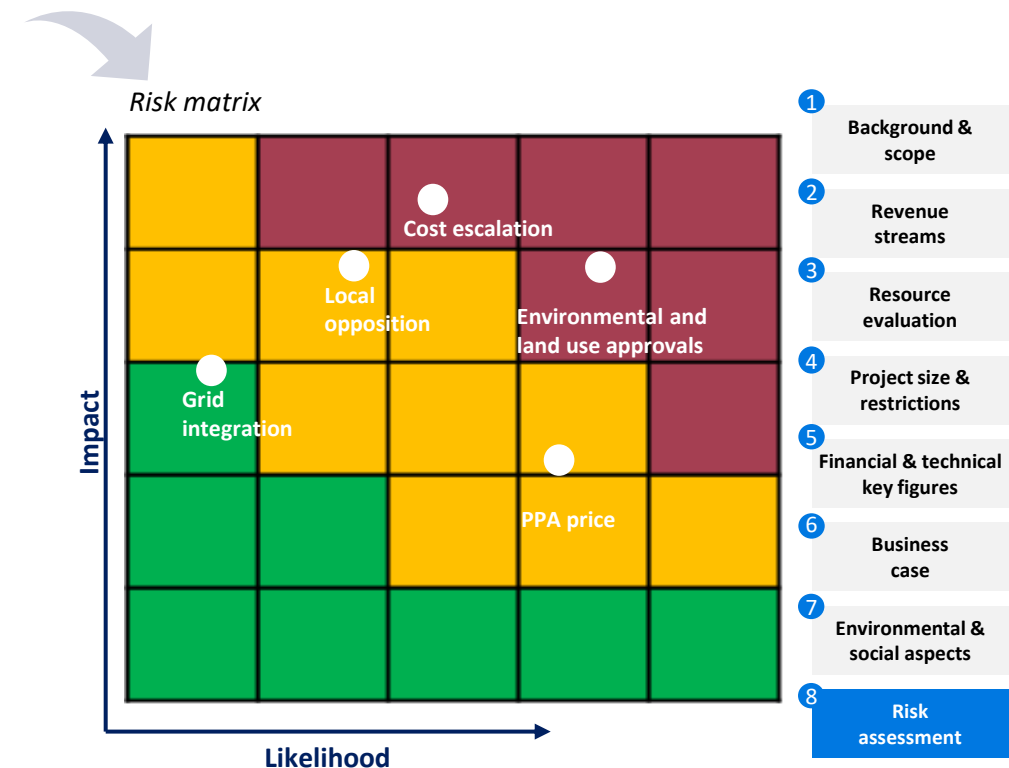 Risk matrix
Impact
Cost escalation
Local
opposition
Environmental and
land use approvals
Grid
integration
PPA price
Likelihood
1
Background &
scope
2
Revenue
streams
3
Resource
evaluation
4
Project size &
restrictions
5
Financial & technical
key figures
6
Business
case
7
Environmental &
social aspects
8
Risk
assessment